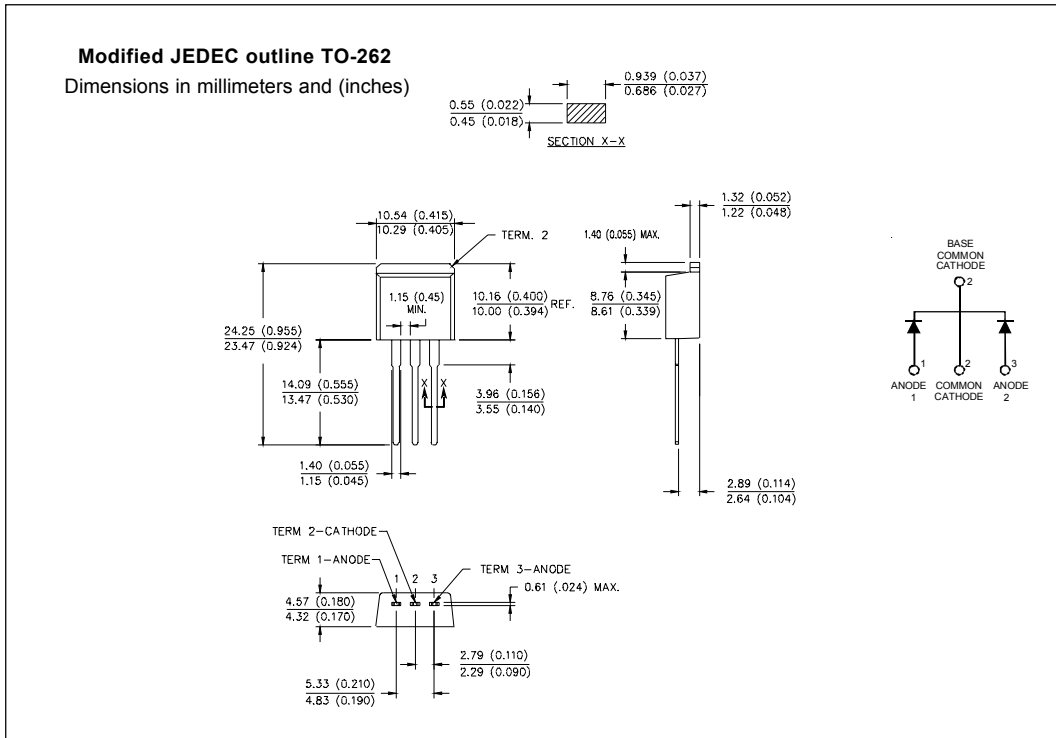 Modified JEDEC outline TO-262
Dimensions in millimeters and (inches)
0.939 (0.037)
0.686 (0.027)
0.55 (0.022)
0.45 (0.018)
SECTION X-X
10.54 (0.415)
10.29 (0.405)
TERM. 2
1.32 (0.052)
1.22 (0.048)
1.40 (0.055) MAX.
1.15 (0.45)
MIN.
10.16 (0.400)
10.00 (0.394)
REF.
8.76 (0.345)
8.61 (0.339)
24.25 (0.955)
23.47 (0.924)
14.09 (0.555)
13.47 (0.530)
X X
3.96 (0.156)
3.55 (0.140)
1.40 (0.055)
1.15 (0.045)
2.89 (0.114)
2.64 (0.104)
BASE
COMMON
CATHODE
2
1 2 3
ANODE COMMON ANODE
1 CATHODE 2
TERM 2-CATHODE
TERM 1-ANODE
TERM 3-ANODE
1 2 3
0.61 (.024) MAX.
4.57 (0.180)
4.32 (0.170)
2.79 (0.110)
2.29 (0.090)
5.33 (0.210)
4.83 (0.190)